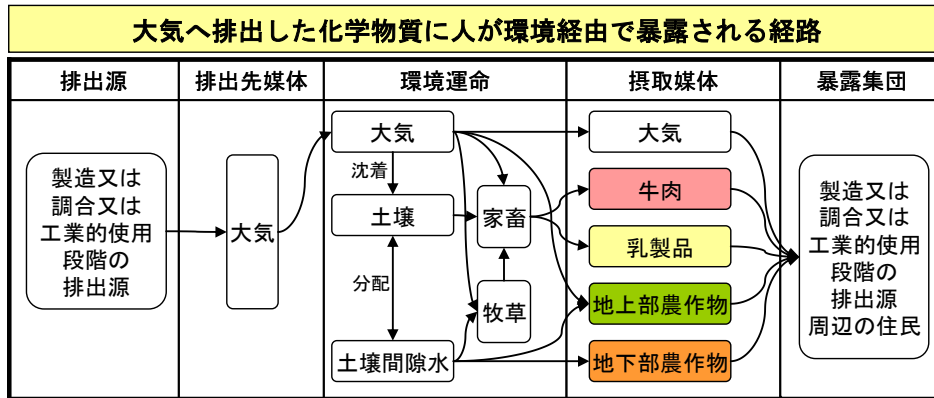 大気へ排出した化学物質に人が環境経由で暴露される経路
排出源
排出先媒体
環境運命
摂取媒体
暴露集団
製造又は
調合又は
工業的使用
段階の
排出源
大気
大気
沈着
土壌
分配
土壌間隙水
家畜
牧草
大気
牛肉
乳製品
地上部農作物
地下部農作物
製造又は
調合又は
工業的使用
段階の
排出源
周辺の住民